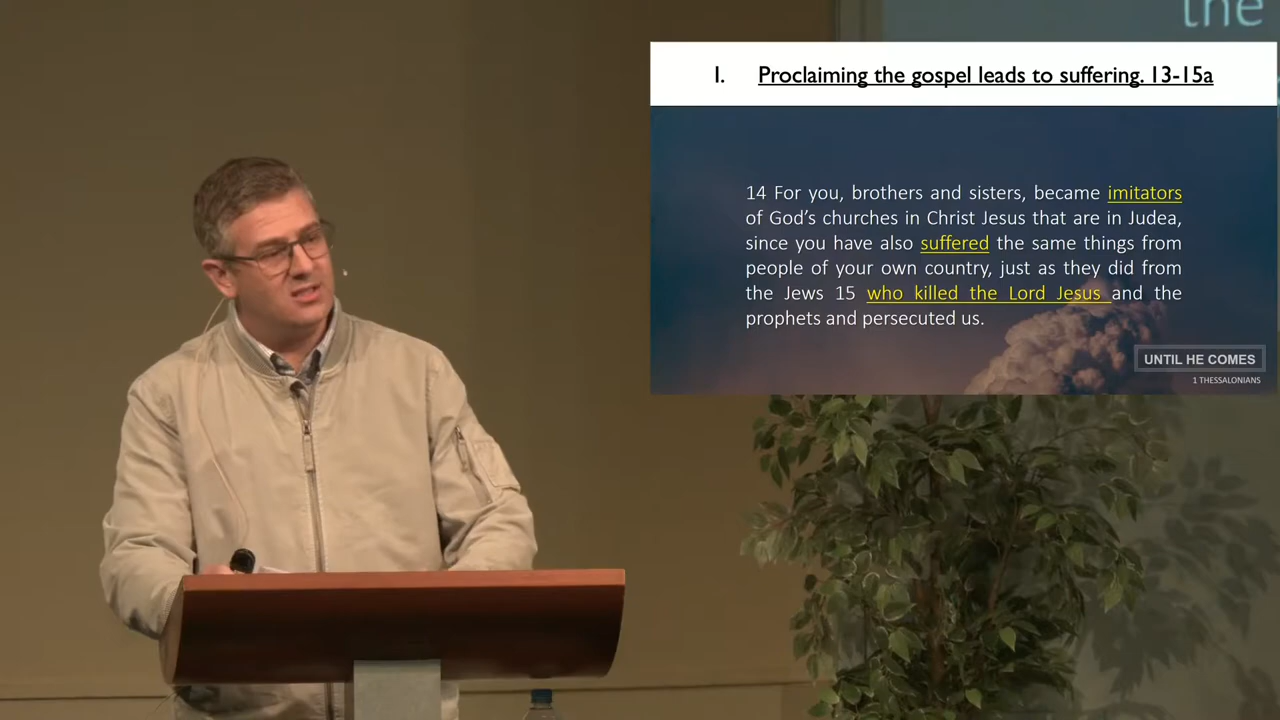 the
I. Proclaiming the gospel leads to suffering. 13-15a
14 For you, brothers and sisters, became imitators
of God’s churches in Christ Jesus that are in Judea,
since you have also suffered the same things from
people of your own country, just as they did from
the Jews 15 who killed the Lord Jesus and the
prophets and persecuted us.
UNTIL HE COMES
1 THESSALONIANS